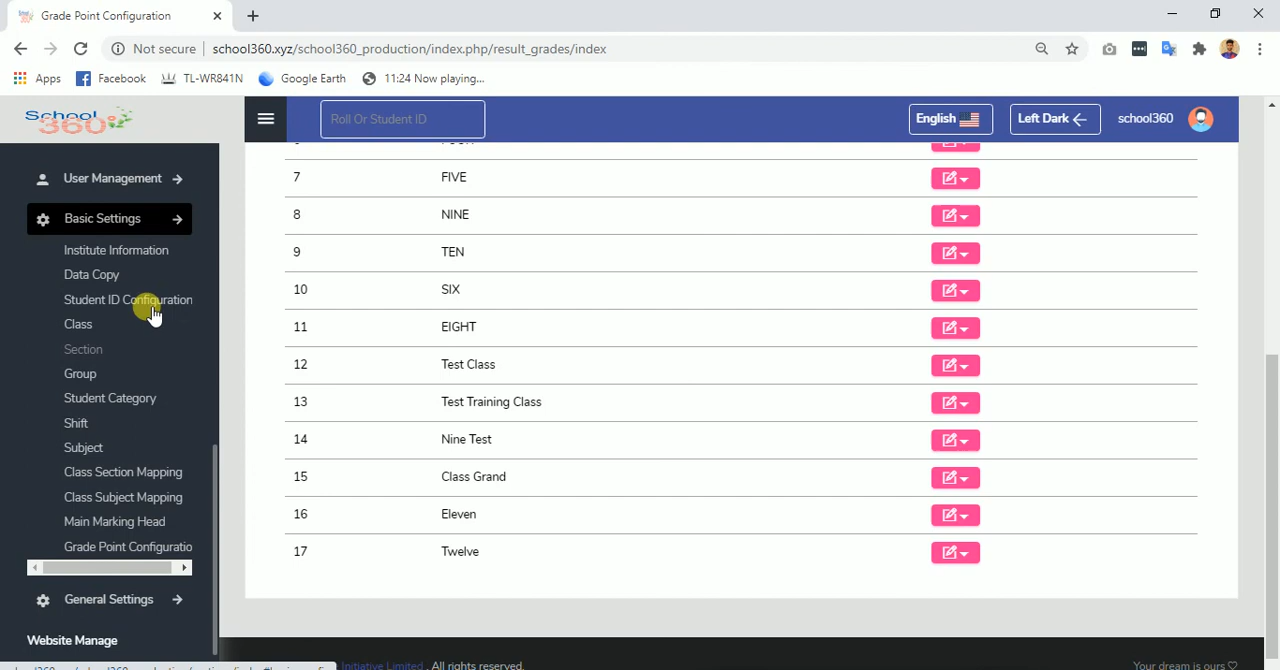 Grade Point Configuration
Not secure
school360.xyz/school360_production/index.php/result_grades/index
Apps
Facebook
TL-WR841N
Google Earth
11:24 Now playing...
School 360
Roll Or Student ID
English
Left Dark
school360
User Management
Basic Settings
Institute Information
Data Copy
Student ID Configuration
Class
Section
Group
Student Category
Shift
Subject
Class Section Mapping
Class Subject Mapping
Main Marking Head
Grade Point Configuratio
General Settings
Website Manage
7 FIVE
8 NINE
9 TEN
10 SIX
11 EIGHT
12 Test Class
13 Test Training Class
14 Nine Test
15 Class Grand
16 Eleven
17 Twelve
Initiative Limited . All rights reserved.
Your dream is ours